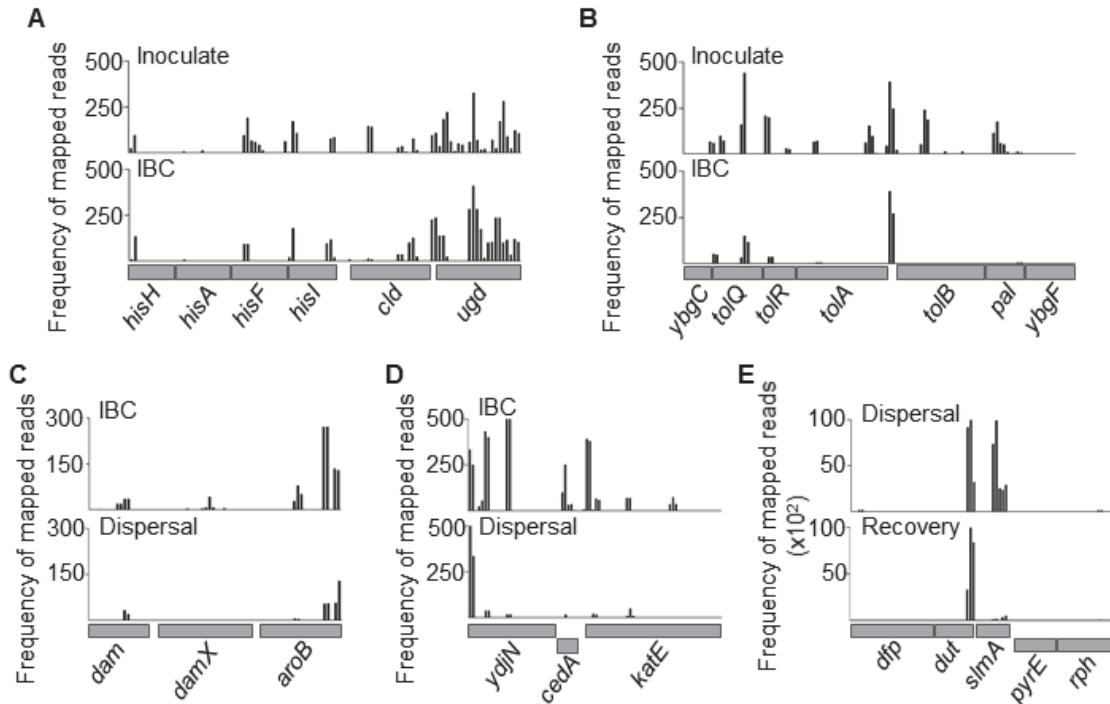 A
Frequency of mapped reads
Inoculate
500
250
IBC
500
250
hisH
hisA
hisF
hisI
cld
ugd
B
Frequency of mapped reads
Inoculate
500
250
IBC
500
250
ybgC
tolQ
tolR
tolA
tolB
pal
ybgF
C
Frequency of mapped reads
IBC
300
150
Dispersal
300
150
dam
damX
aroB
D
Frequency of mapped reads
IBC
500
250
Dispersal
500
250
ydjN
cedA
katE
E
Frequency of mapped reads
(x10²)
Dispersal
100
50
Recovery
100
50
dfp
dut
slmA
pyrE
rph